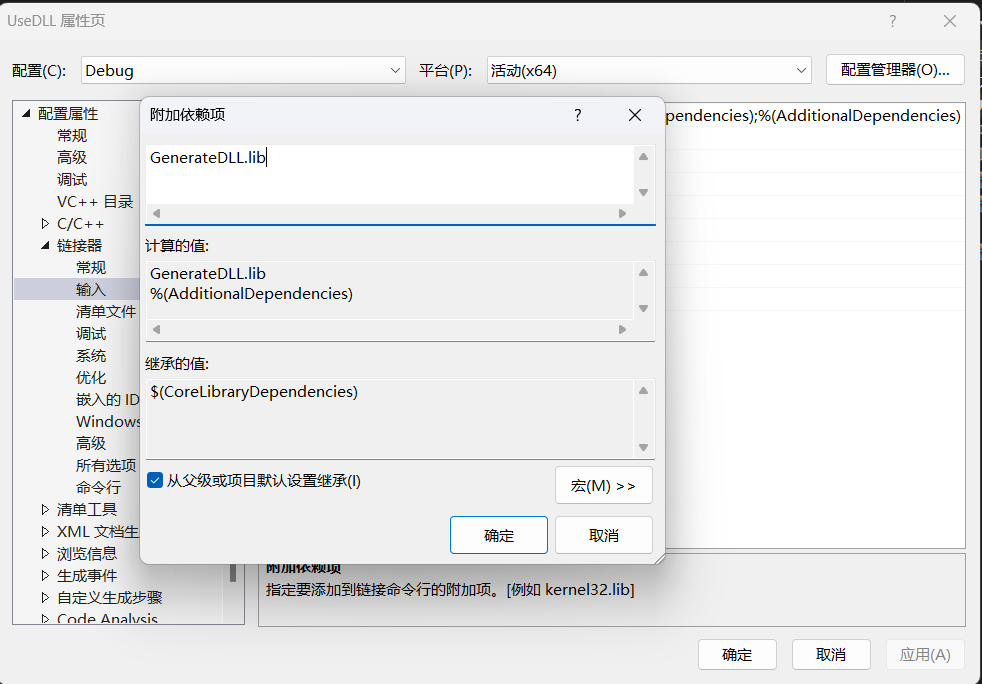 UseDLL 属性页
配置(C):
Debug
平台(P):
活动(x64)
配置管理器(O)...
配置属性
常规
高级
调试
VC++ 目录
C/C++
链接器
常规
输入
清单文件
调试
系统
优化
嵌入的 ID
Windows
高级
所有选项
命令行
清单工具
XML 文档生
浏览信息
生成事件
自定义生成步骤
Code Analysis
附加依赖项
GenerateDLL.lib
计算的值:
GenerateDLL.lib
%(AdditionalDependencies)
继承的值:
$(CoreLibraryDependencies)
从父级或项目默认设置继承(I)
宏(M) >>
确定
取消
pendencies);%(AdditionalDependencies)
附加依赖项
指定要添加到链接命令行的附加项。[例如 kernel32.lib]
确定
取消
应用(A)